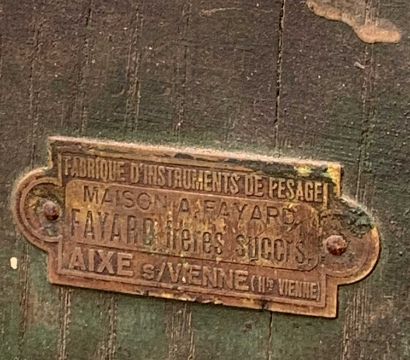 FABRIQUE D'INSTRUMENTS DE PESAGE
MAISON A. FAYARD
FAYARD frères succrs.
AIXE s/VIENNE (Hte VIENNE)